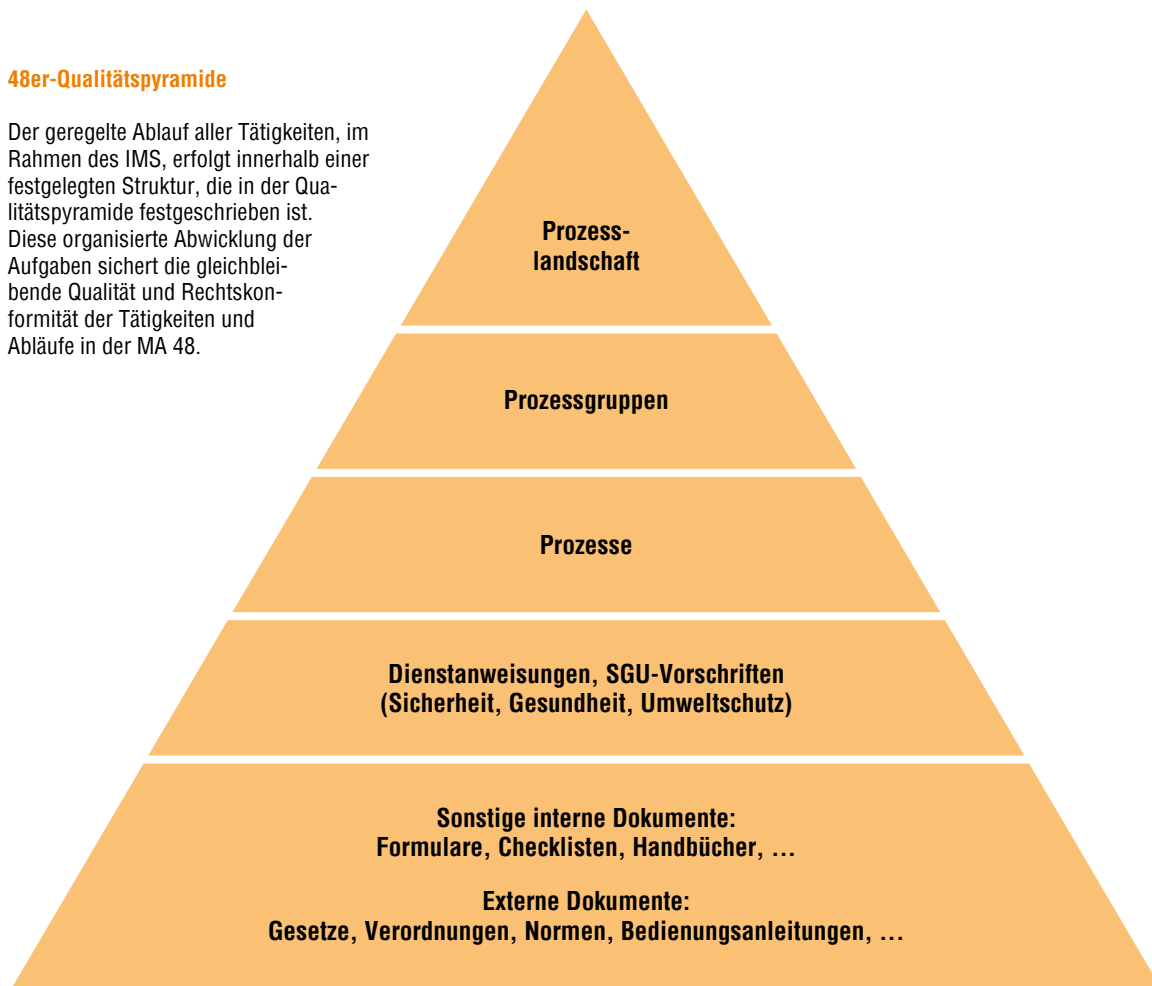 48er-Qualitätspyramide
Der geregelte Ablauf aller Tätigkeiten, im
Rahmen des IMS, erfolgt innerhalb einer
festgelegten Struktur, die in der Qua-
litätspyramide festgeschrieben ist.
Diese organisierte Abwicklung der
Aufgaben sichert die gleichblei-
bende Qualität und Rechtskon-
formität der Tätigkeiten und
Abläufe in der MA 48.
Prozess-
landschaft
Prozessgruppen
Prozesse
Dienstanweisungen, SGU-Vorschriften
(Sicherheit, Gesundheit, Umweltschutz)
Sonstige interne Dokumente:
Formulare, Checklisten, Handbücher, …
Externe Dokumente:
Gesetze, Verordnungen, Normen, Bedienungsanleitungen, …